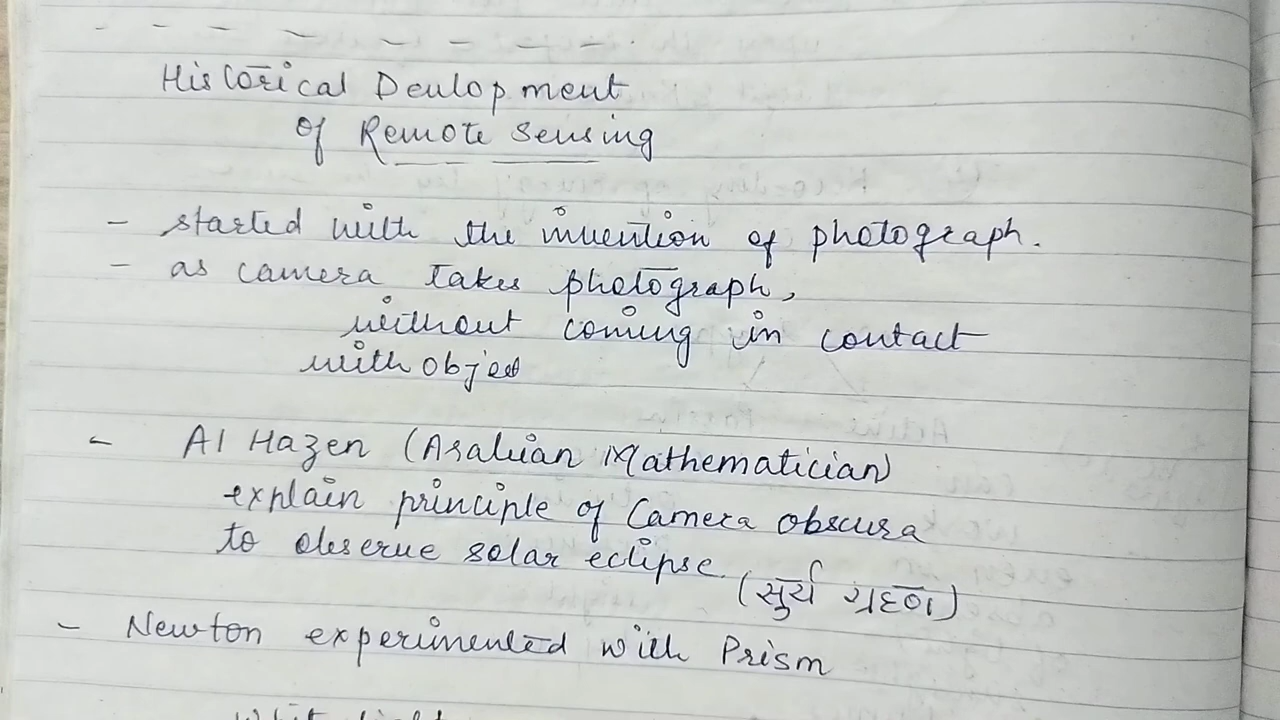 Historical Devlopment
of Remote Sensing
- started with the invention of photograph.
- as camera takes photograph,
without coming in contact
with object
- Al Hazen (Arabian Mathematician)
explain principle of Camera obscura
to observe solar eclipse.
(सुर्य ग्रहण)
- Newton experimented with Prism